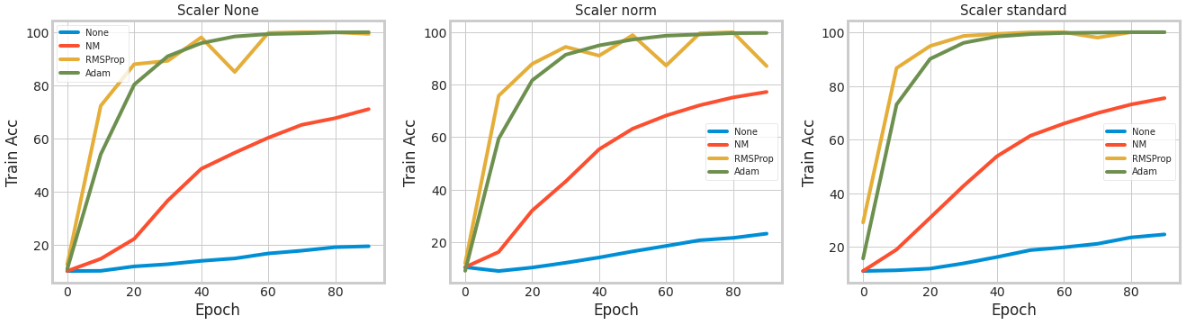 Scaler None
Train Acc
100
80
60
40
20
None
NM
RMSProp
Adam
0 20 40 60 80
Epoch
Scaler norm
Train Acc
100
80
60
40
20
None
NM
RMSProp
Adam
0 20 40 60 80
Epoch
Scaler standard
Train Acc
100
80
60
40
20
None
NM
RMSProp
Adam
0 20 40 60 80
Epoch